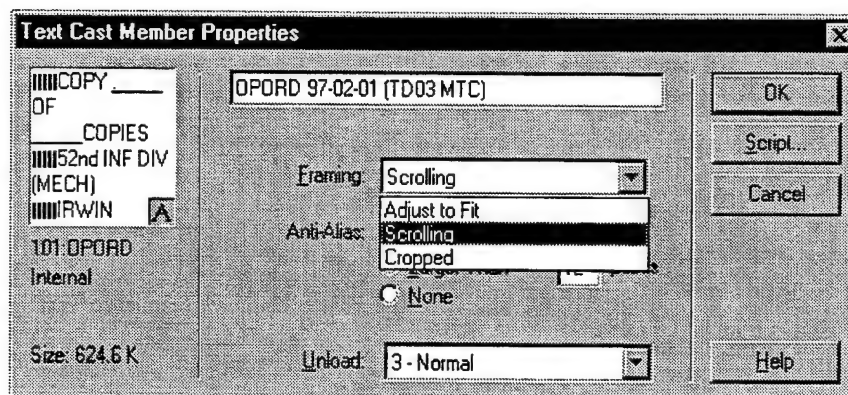 Text Cast Member Properties
COPY _____
OF
_____COPIES
52nd INF DIV
(MECH)
IRWIN
A
101:OPORD
Internal
Size: 624.6 K
OPORD 97-02-01 (TD03 MTC)
Framing: Scrolling
Adjust to Fit
Anti-Alias: Scrolling
Cropped
None
Unload: 3 - Normal
OK
Script...
Cancel
Help